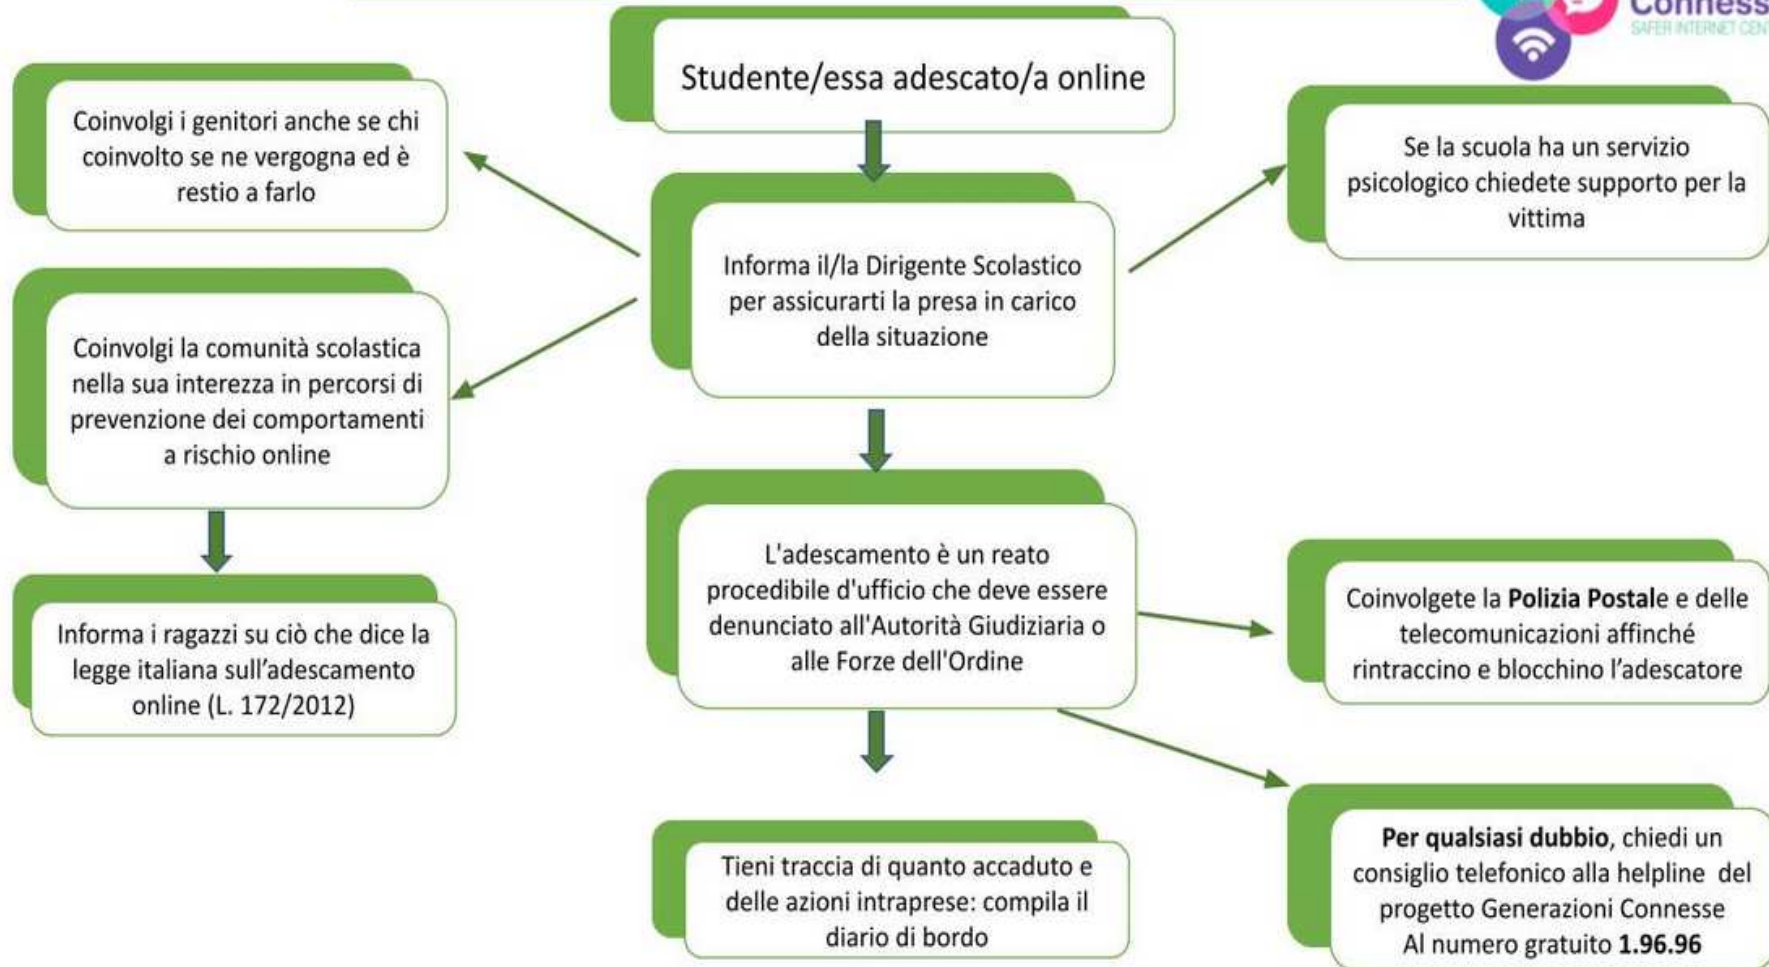 Connesse
SAFER INTERNET CENT
Studente/essa adescato/a online
Coinvolgi i genitori anche se chi
coinvolto se ne vergogna ed è
restio a farlo
Se la scuola ha un servizio
psicologico chiedete supporto per la
vittima
Informa il/la Dirigente Scolastico
per assicurarti la presa in carico
della situazione
Coinvolgi la comunità scolastica
nella sua interezza in percorsi di
prevenzione dei comportamenti
a rischio online
L'adescamento è un reato
procedibile d'ufficio che deve essere
denunciato all'Autorità Giudiziaria o
alle Forze dell'Ordine
Coinvolgete la Polizia Postale e delle
telecomunicazioni affinché
rintraccino e blocchino l’adescatore
Informa i ragazzi su ciò che dice la
legge italiana sull’adescamento
online (L. 172/2012)
Tieni traccia di quanto accaduto e
delle azioni intraprese: compila il
diario di bordo
Per qualsiasi dubbio, chiedi un
consiglio telefonico alla helpline del
progetto Generazioni Connesse
Al numero gratuito 1.96.96